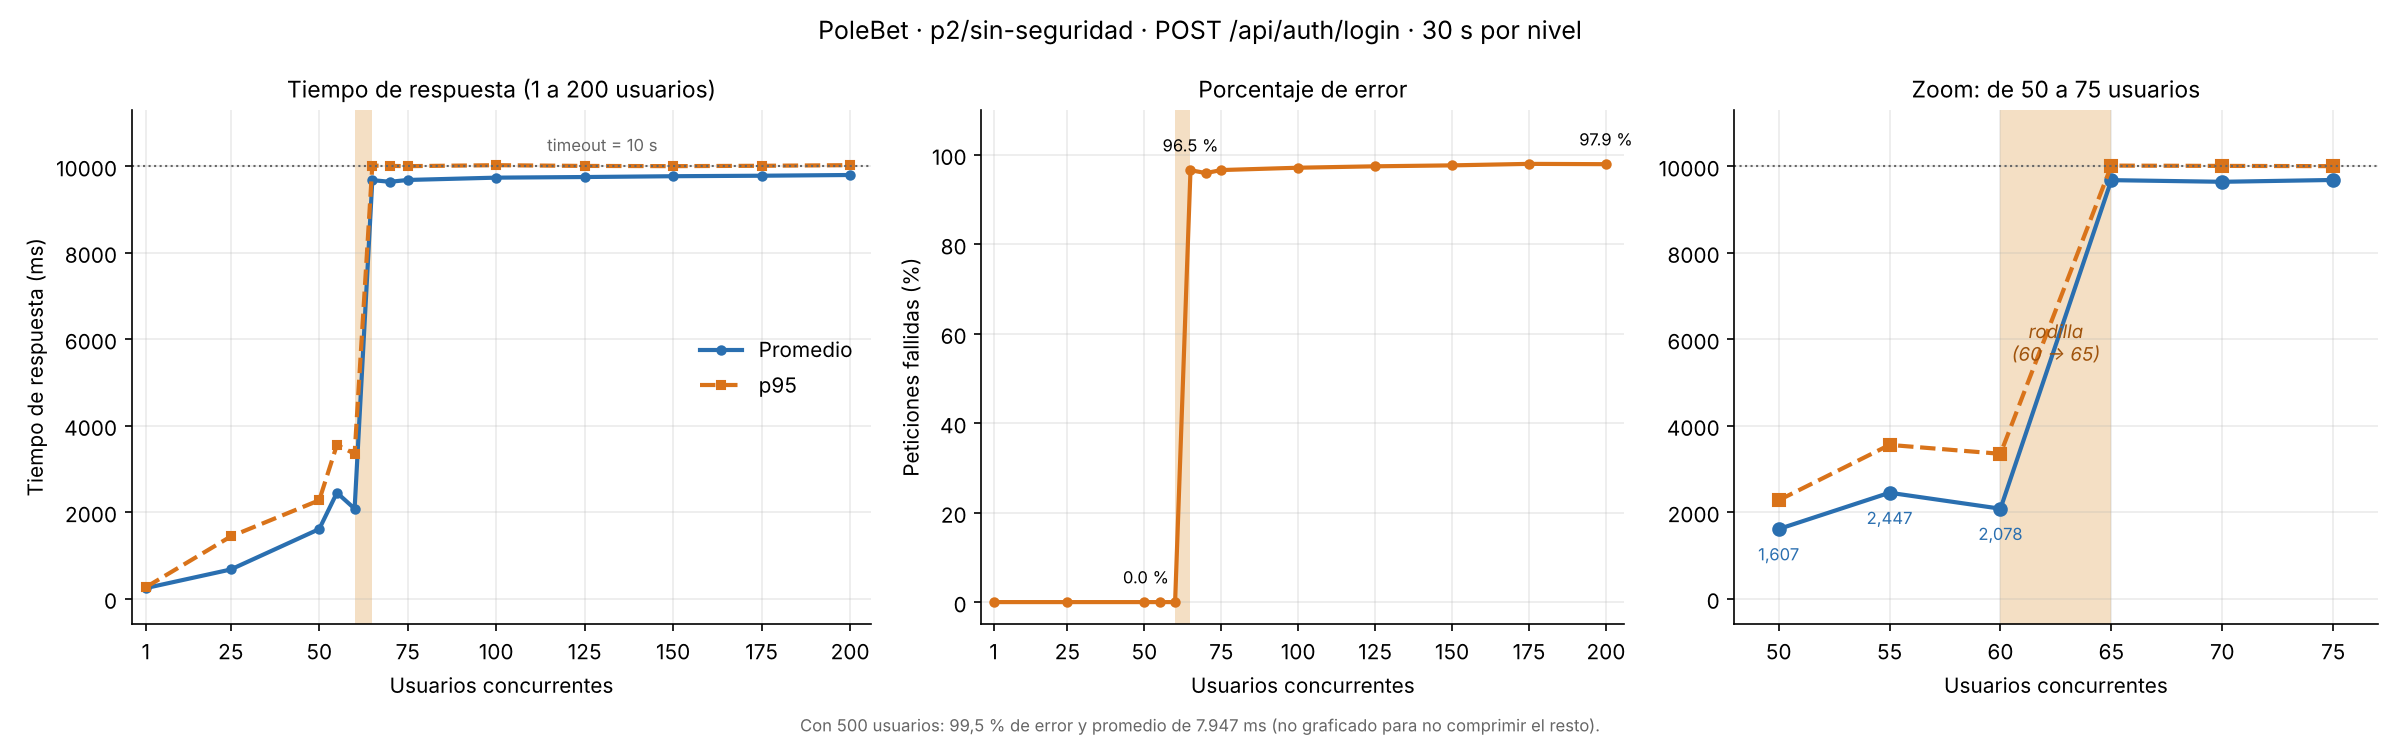 PoleBet · p2/sin-seguridad · POST /api/auth/login · 30 s por nivel
Tiempo de respuesta (1 a 200 usuarios)
Tiempo de respuesta (ms)
10000
8000
6000
4000
2000
0
timeout = 10 s
Promedio
p95
1 25 50 75 100 125 150 175 200
Usuarios concurrentes
Porcentaje de error
Peticiones fallidas (%)
100
80
60
40
20
0
96.5 %
97.9 %
0.0 %
1 25 50 75 100 125 150 175 200
Usuarios concurrentes
Zoom: de 50 a 75 usuarios
10000
8000
6000
4000
2000
0
rodilla
(60 → 65)
1,607
2,447
2,078
50 55 60 65 70 75
Usuarios concurrentes
Con 500 usuarios: 99,5 % de error y promedio de 7.947 ms (no graficado para no comprimir el resto).